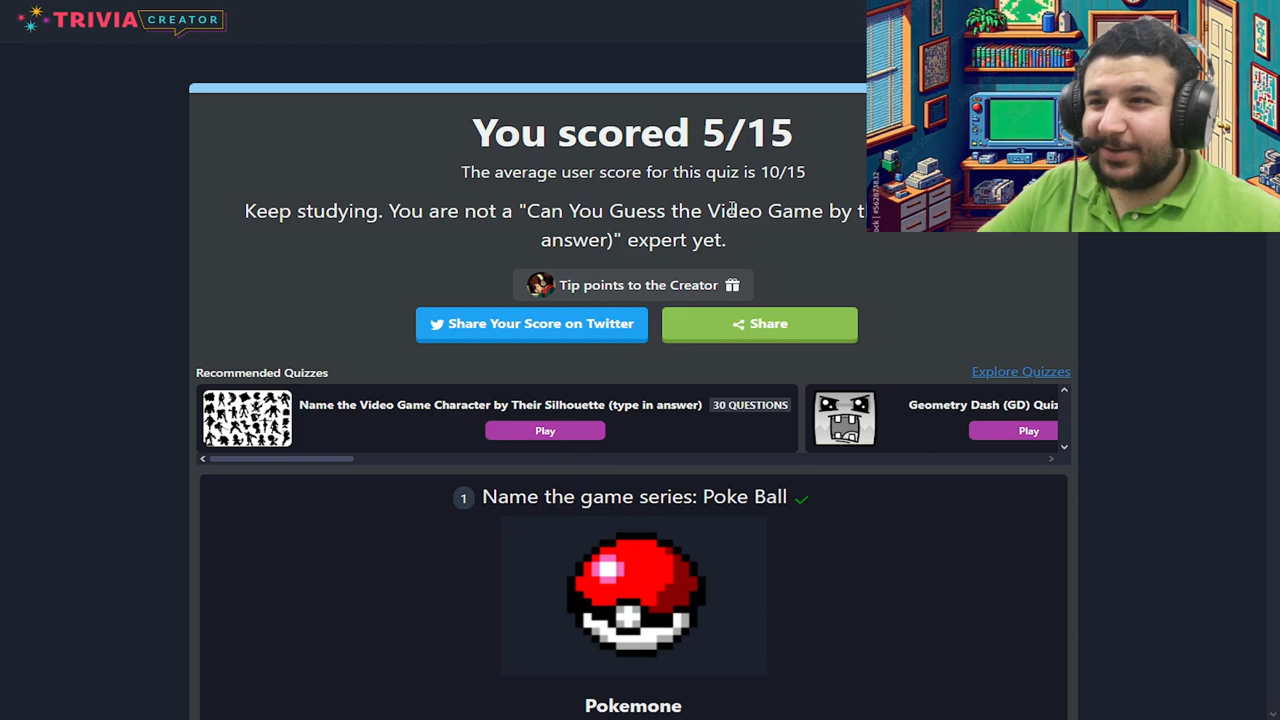 TRIVIA CREATOR
You scored 5/15
The average user score for this quiz is 10/15
Keep studying. You are not a "Can You Guess the Video Game by t
answer)" expert yet.
Tip points to the Creator
Share Your Score on Twitter
Share
Recommended Quizzes
Explore Quizzes
Name the Video Game Character by Their Silhouette (type in answer) 30 QUESTIONS
Play
Geometry Dash (GD) Quiz
Play
1 Name the game series: Poke Ball
Pokemone
ock | #562873832